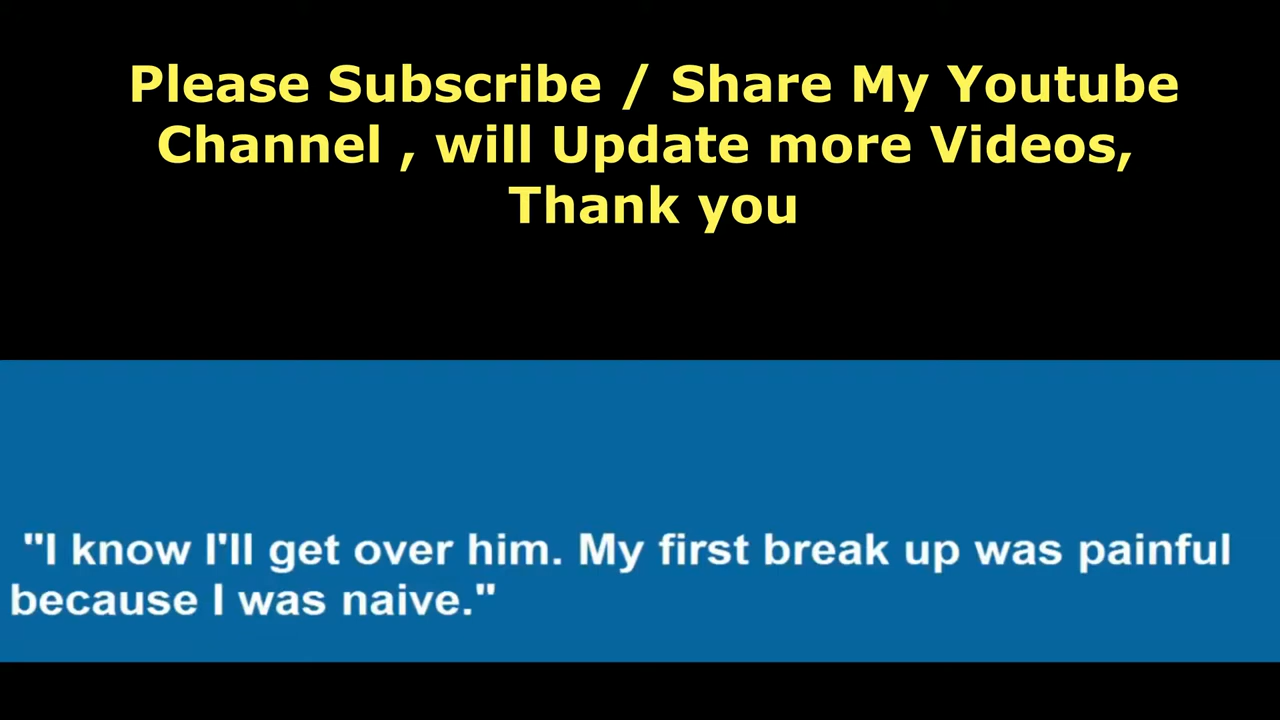 Please Subscribe / Share My Youtube
Channel , will Update more Videos,
Thank you
"I know I'll get over him. My first break up was painful
because I was naive."